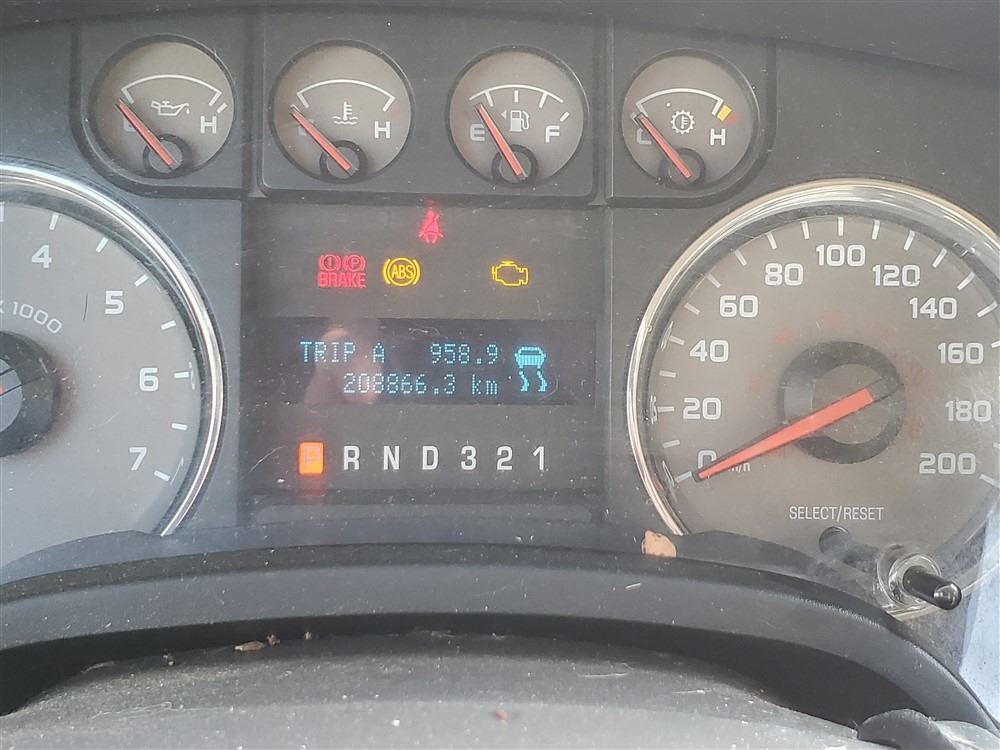 H
H
E F
H
4
5
6
7
X 1000
BRAKE
(P)
ABS
TRIP A 958.9
208866.3 km
P R N D 3 2 1
0
20
40
60
80
100
120
140
160
180
200
SELECT/RESET